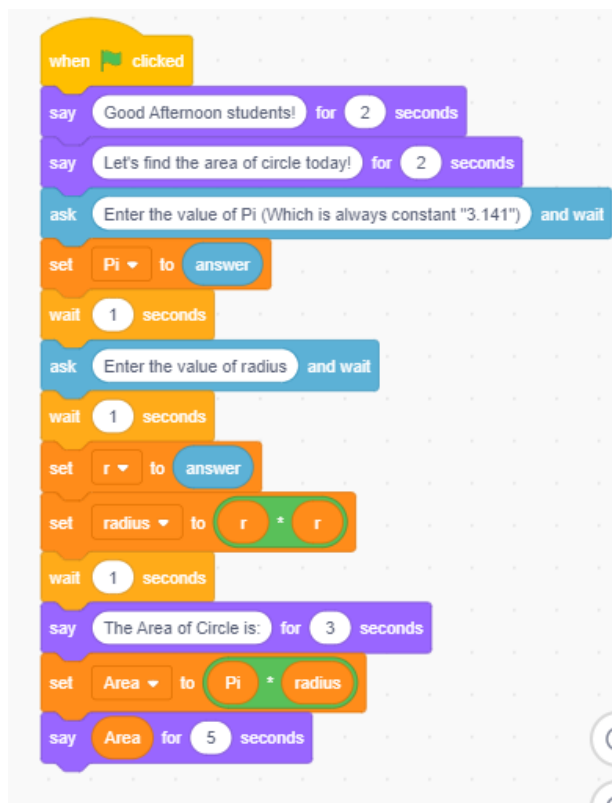 when clicked
say Good Afternoon students! for 2 seconds
say Let's find the area of circle today! for 2 seconds
ask Enter the value of Pi (Which is always constant "3.141") and wait
set Pi to answer
wait 1 seconds
ask Enter the value of radius and wait
wait 1 seconds
set r to answer
set radius to r * r
wait 1 seconds
say The Area of Circle is: for 3 seconds
set Area to Pi * radius
say Area for 5 seconds